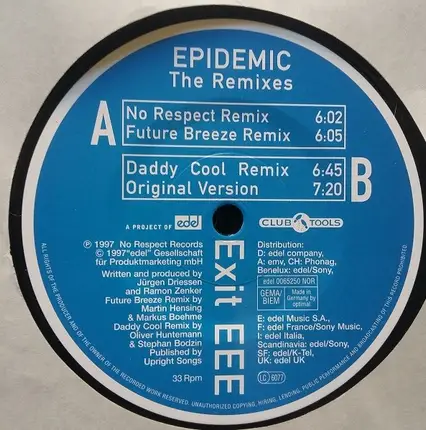 EPIDEMIC
The Remixes
A
No Respect Remix 6:02
Future Breeze Remix 6:05
Daddy Cool Remix 6:45
Original Version 7:20
B
A PROJECT OF edel
CLUB TOOLS
Exit EEE
℗ 1997 No Respect Records
© 1997 "edel" Gesellschaft
für Produktmarketing mbH
Written and produced by
Jürgen Driessen
and Ramon Zenker
Future Breeze Remix by
Martin Hensing
& Markus Boehme
Daddy Cool Remix by
Oliver Huntemann
& Stephan Bodzin
Published by
Upright Songs
33 Rpm
Distribution:
D: edel company,
A: emv, CH: Phonag,
Benelux: edel/Sony,
edel 0065250 NOR
GEMA/
BIEM
Made in
Germany by
optimal
E: edel Music S.A.,
F: edel France/Sony Music,
I: edel Italia,
Scandinavia: edel/Sony,
SF: edel/K-Tel,
UK: edel UK
LC 6077
ALL RIGHTS OF THE PRODUCER AND OF THE OWNER OF THE RECORDED WORK RESERVED. UNAUTHORIZED COPYING, HIRING, LENDING, PUBLIC PERFORMANCE AND BROADCASTING OF THIS RECORD PROHIBITED.